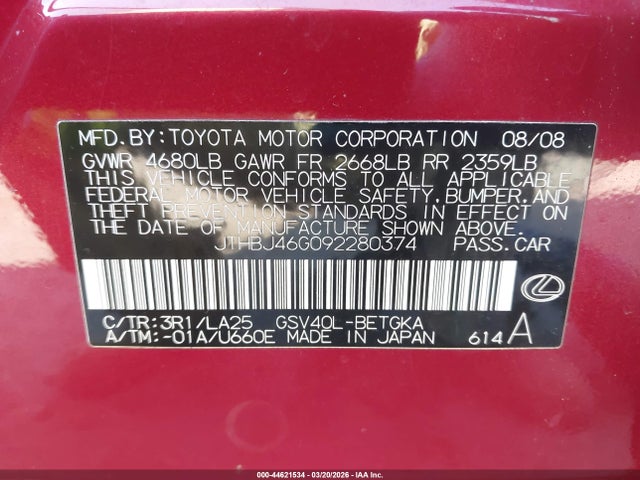 MFD.BY:TOYOTA MOTOR CORPORATION 08/08
GVWR 4680LB GAWR FR 2668LB RR 2359LB
THIS VEHICLE CONFORMS TO ALL APPLICABLE
FEDERAL MOTOR VEHICLE SAFETY,BUMPER,AND
THEFT PREVENTION STANDARDS IN EFFECT ON
THE DATE OF MANUFACTURE SHOWN ABOVE.
JTHBJ46G092280374 PASS.CAR
C/TR:3R1/LA25 GSV40L-BETGKA
A/TM:-01A/U660E MADE IN JAPAN 614A
000-44621534 | 03/20/2026 | IAA, Inc.